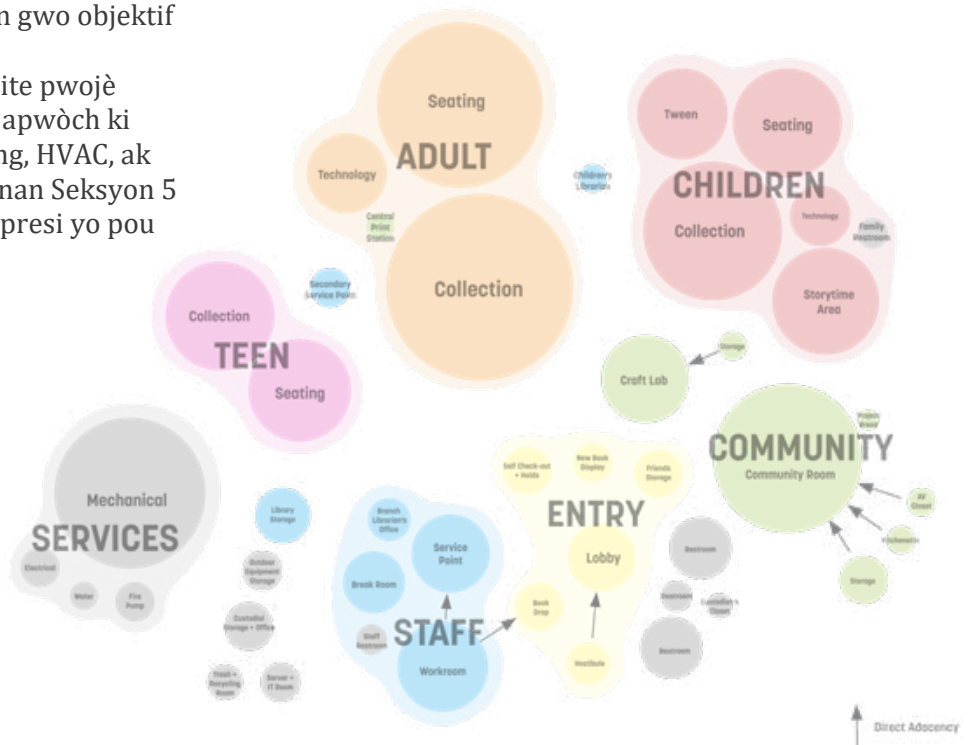 n gwo objektif
ite pwojè
apwòch ki
ng, HVAC, ak
nan Seksyon 5
presi yo pou
Seating
ADULT
Technology
Central
Print
Station
Collection
Tween
Seating
CHILDREN
Children's
Librarian
Collection
Technology
Family
Restroom
Storytime
Area
Secondary
Service Point
Collection
TEEN
Seating
Storage
Craft Lab
Project
COMMUNITY
Community Room
AV
Closet
Kitchenette
Storage
Mechanical
SERVICES
Electrical
Water
Fire
Pump
Library
Storage
Outdoor
Equipment
Storage
Custodial
Storage + Office
Trash +
Recycling
Room
Server +
IT Room
Branch
Librarian's
Office
Service
Point
Break Room
STAFF
Staff
Restroom
Workroom
Self Check-out
+ Holds
New Book
Display
Friends
Storage
ENTRY
Lobby
Book
Drop
Vestibule
Restroom
Restroom
Custodian's
Closet
Restroom
Direct Adacency